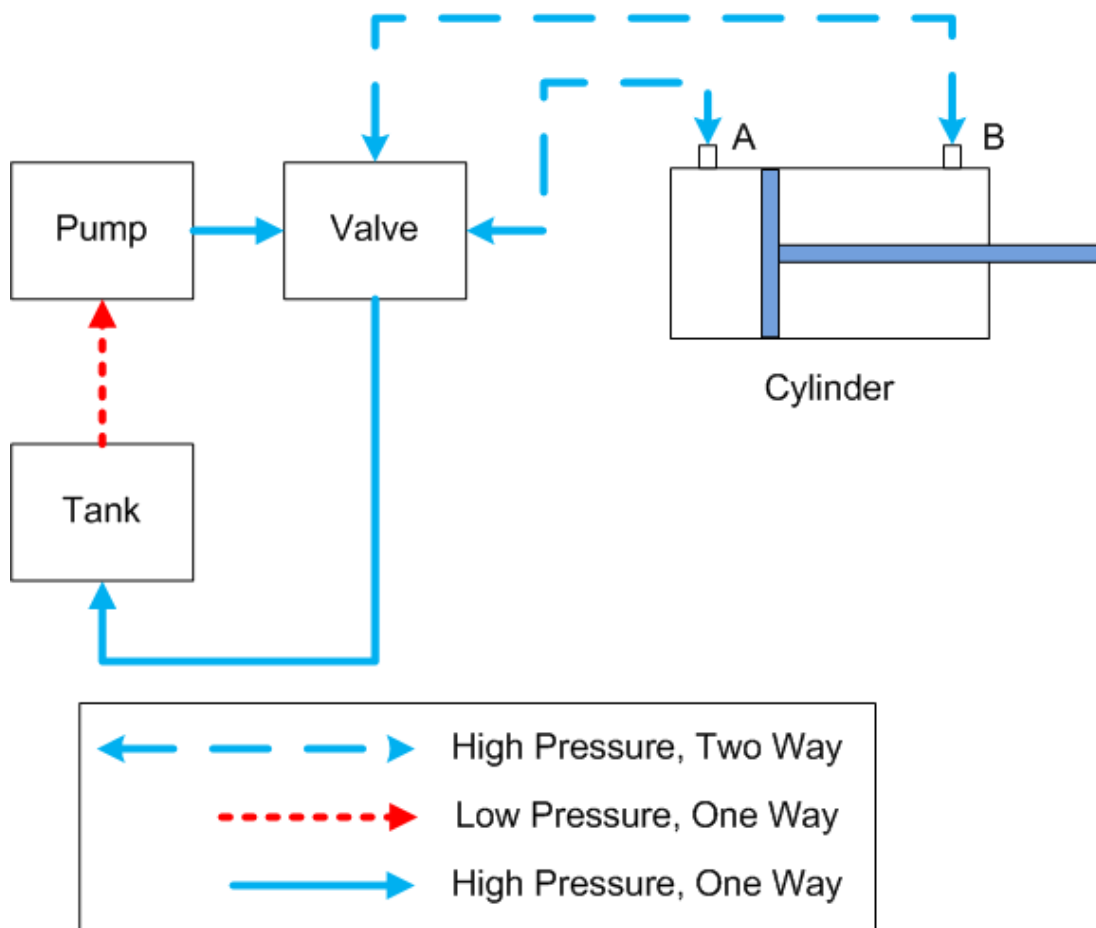 A
B
Pump
Valve
Cylinder
Tank
High Pressure, Two Way
Low Pressure, One Way
High Pressure, One Way